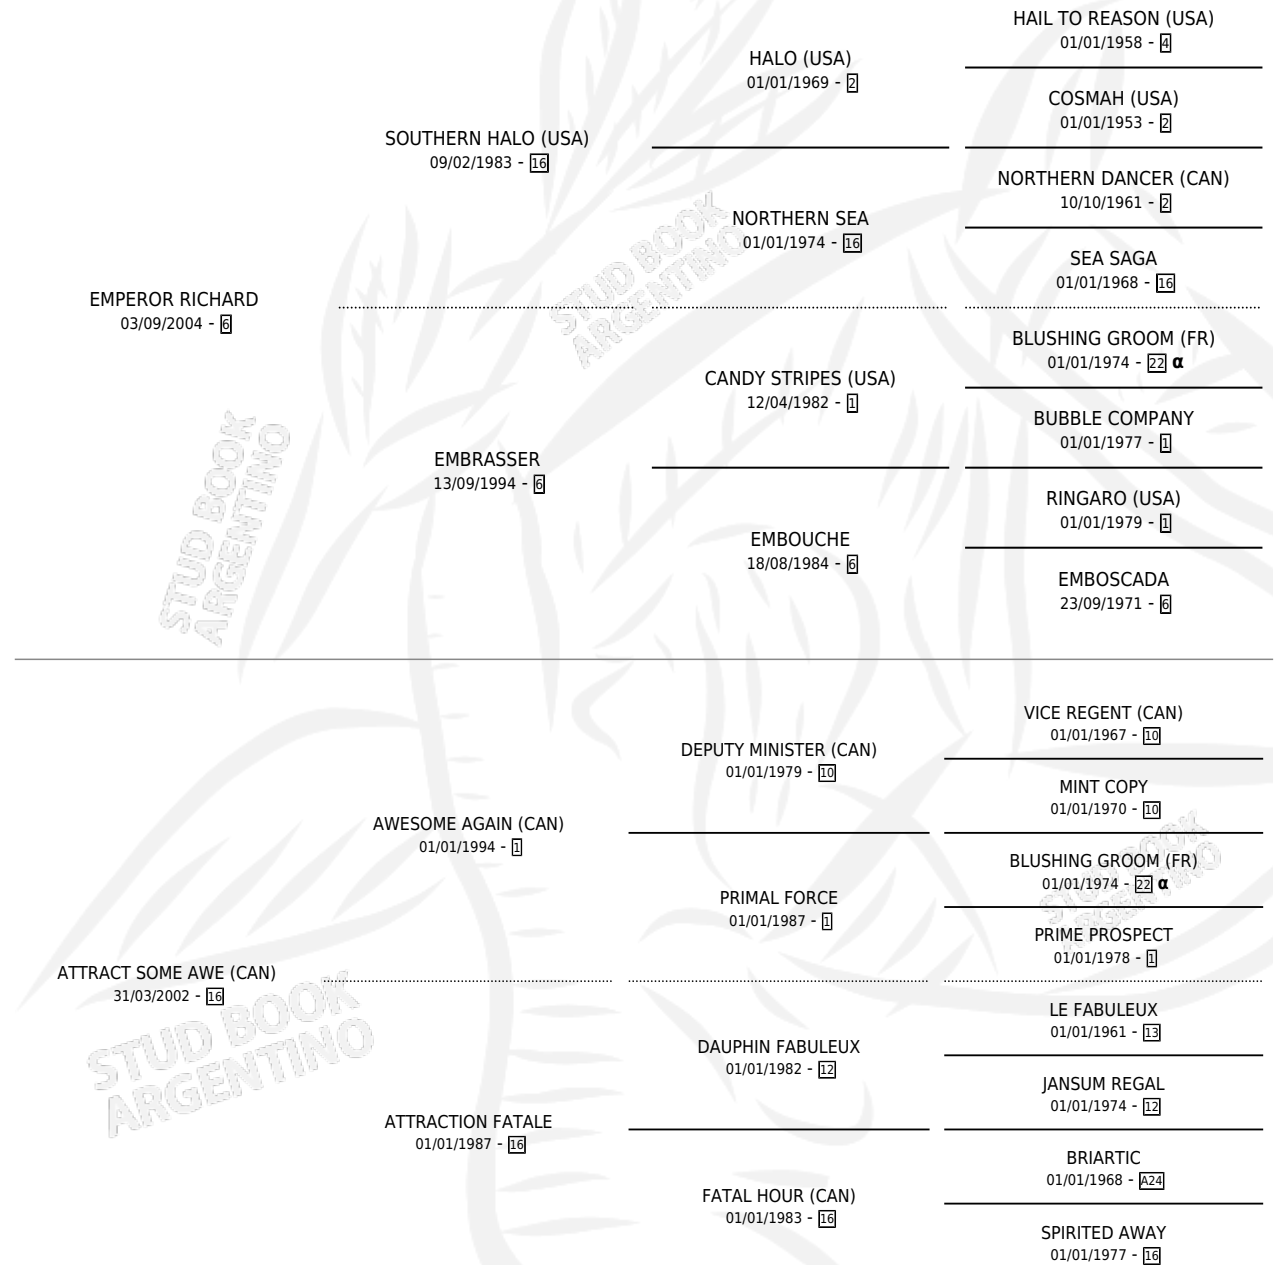 HAIL TO REASON (USA)
01/01/1958 - 4
HALO (USA)
01/01/1969 - 2
COSMAH (USA)
01/01/1953 - 2
SOUTHERN HALO (USA)
09/02/1983 - 16
NORTHERN DANCER (CAN)
10/10/1961 - 2
NORTHERN SEA
01/01/1974 - 16
SEA SAGA
01/01/1968 - 16
EMPEROR RICHARD
03/09/2004 - 6
BLUSHING GROOM (FR)
01/01/1974 - 22 α
CANDY STRIPES (USA)
12/04/1982 - 1
BUBBLE COMPANY
01/01/1977 - 1
EMBRASSER
13/09/1994 - 6
RINGARO (USA)
01/01/1979 - 1
EMBOUCHE
18/08/1984 - 6
EMBOSCADA
23/09/1971 - 6
VICE REGENT (CAN)
01/01/1967 - 10
DEPUTY MINISTER (CAN)
01/01/1979 - 10
MINT COPY
01/01/1970 - 10
AWESOME AGAIN (CAN)
01/01/1994 - 1
BLUSHING GROOM (FR)
01/01/1974 - 22 α
PRIMAL FORCE
01/01/1987 - 1
PRIME PROSPECT
01/01/1978 - 1
ATTRACT SOME AWE (CAN)
31/03/2002 - 16
LE FABULEUX
01/01/1961 - 13
DAUPHIN FABULEUX
01/01/1982 - 12
JANSUM REGAL
01/01/1974 - 12
ATTRACTION FATALE
01/01/1987 - 16
BRIARTIC
01/01/1968 - A24
FATAL HOUR (CAN)
01/01/1983 - 16
SPIRITED AWAY
01/01/1977 - 16
STUD BOOK
ARGENTINO
STUD BOOK
ARGENTINO
STUD BOOK
ARGENTINO
STUD BOOK
ARGENTINO